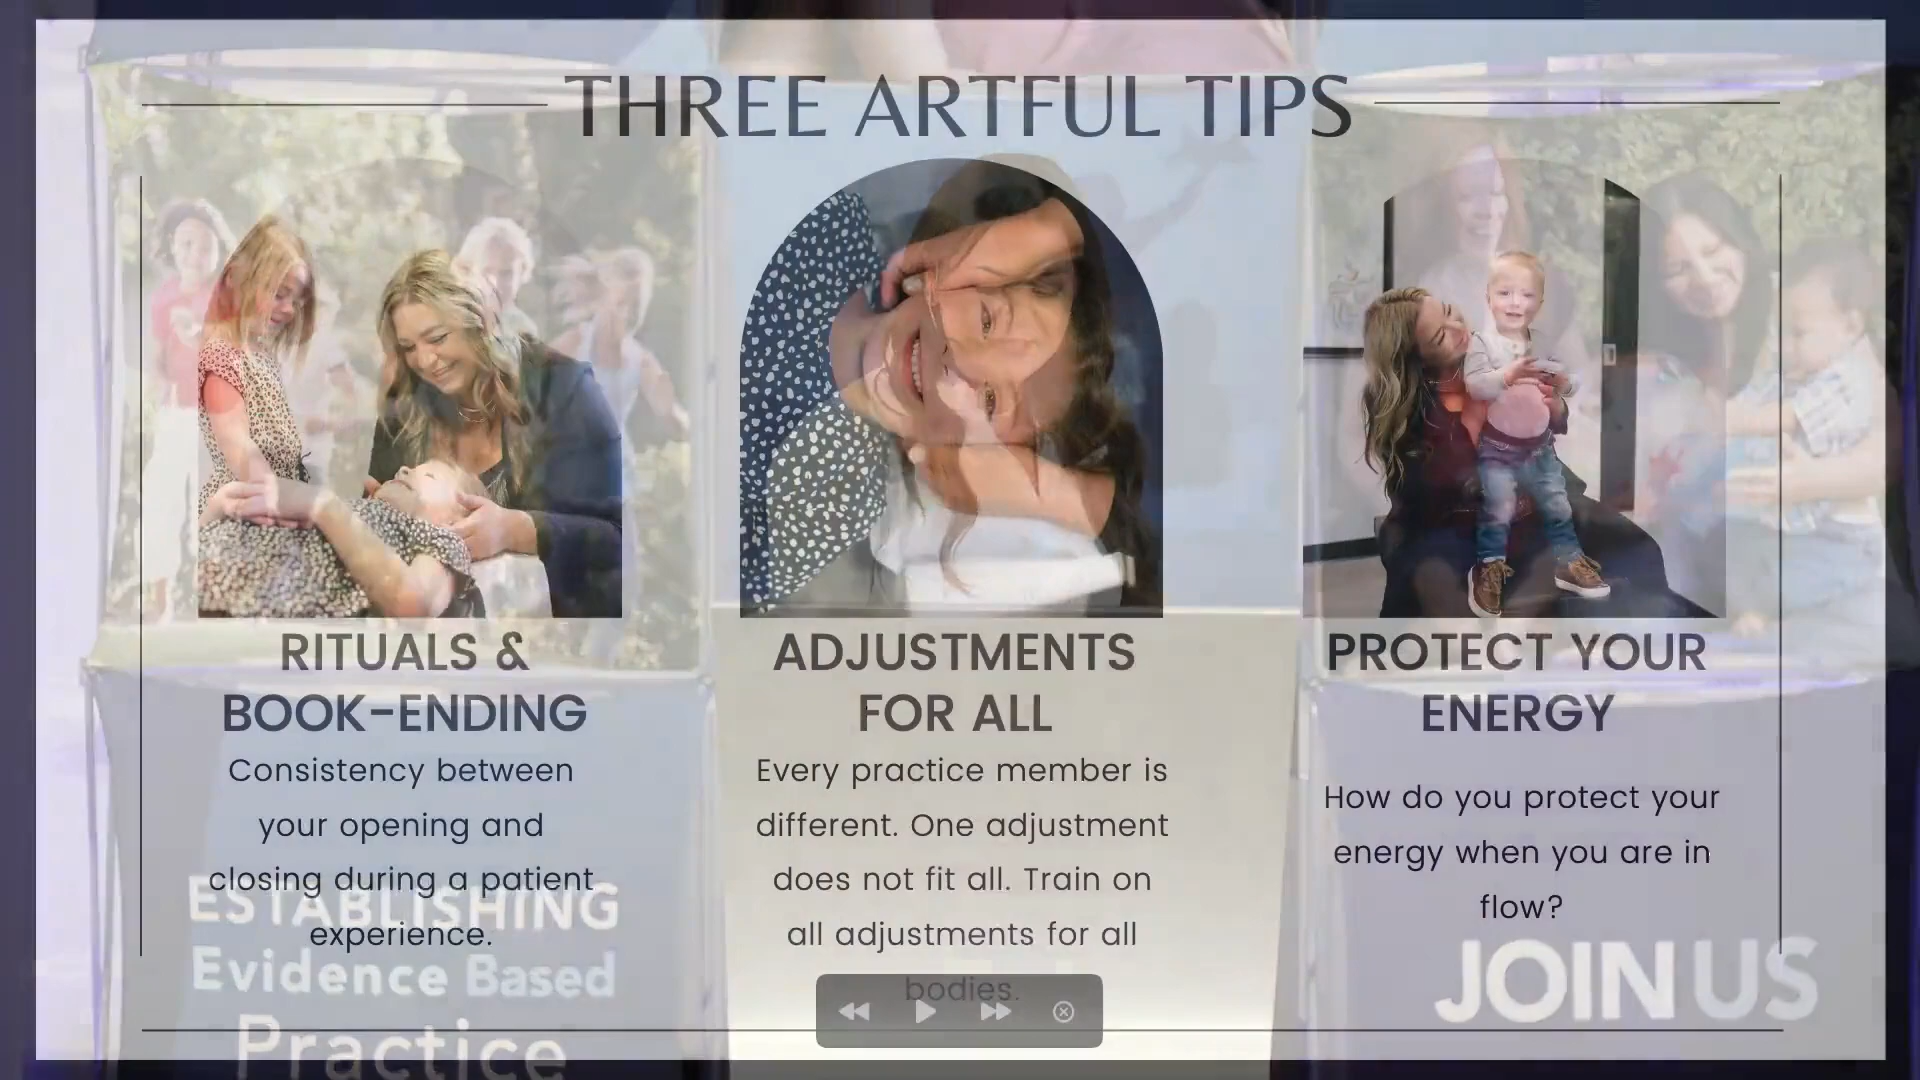 THREE ARTFUL TIPS
RITUALS &
BOOK-ENDING
Consistency between
your opening and
closing during a patient
experience.
ADJUSTMENTS
FOR ALL
Every practice member is
different. One adjustment
does not fit all. Train on
all adjustments for all
bodies.
PROTECT YOUR
ENERGY
How do you protect your
energy when you are in
flow?
ESTABLISHING
Evidence Based
Practice
JOIN US